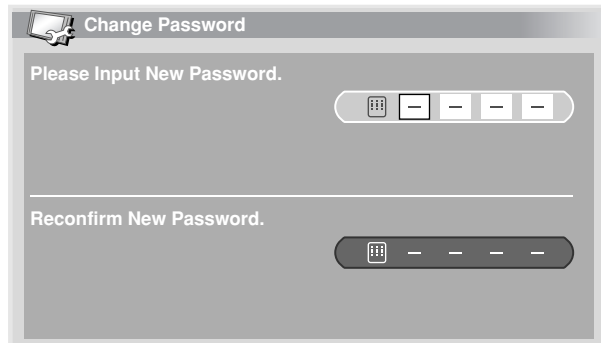 Change Password
Please Input New Password.
– – – –
Reconfirm New Password.
– – – –